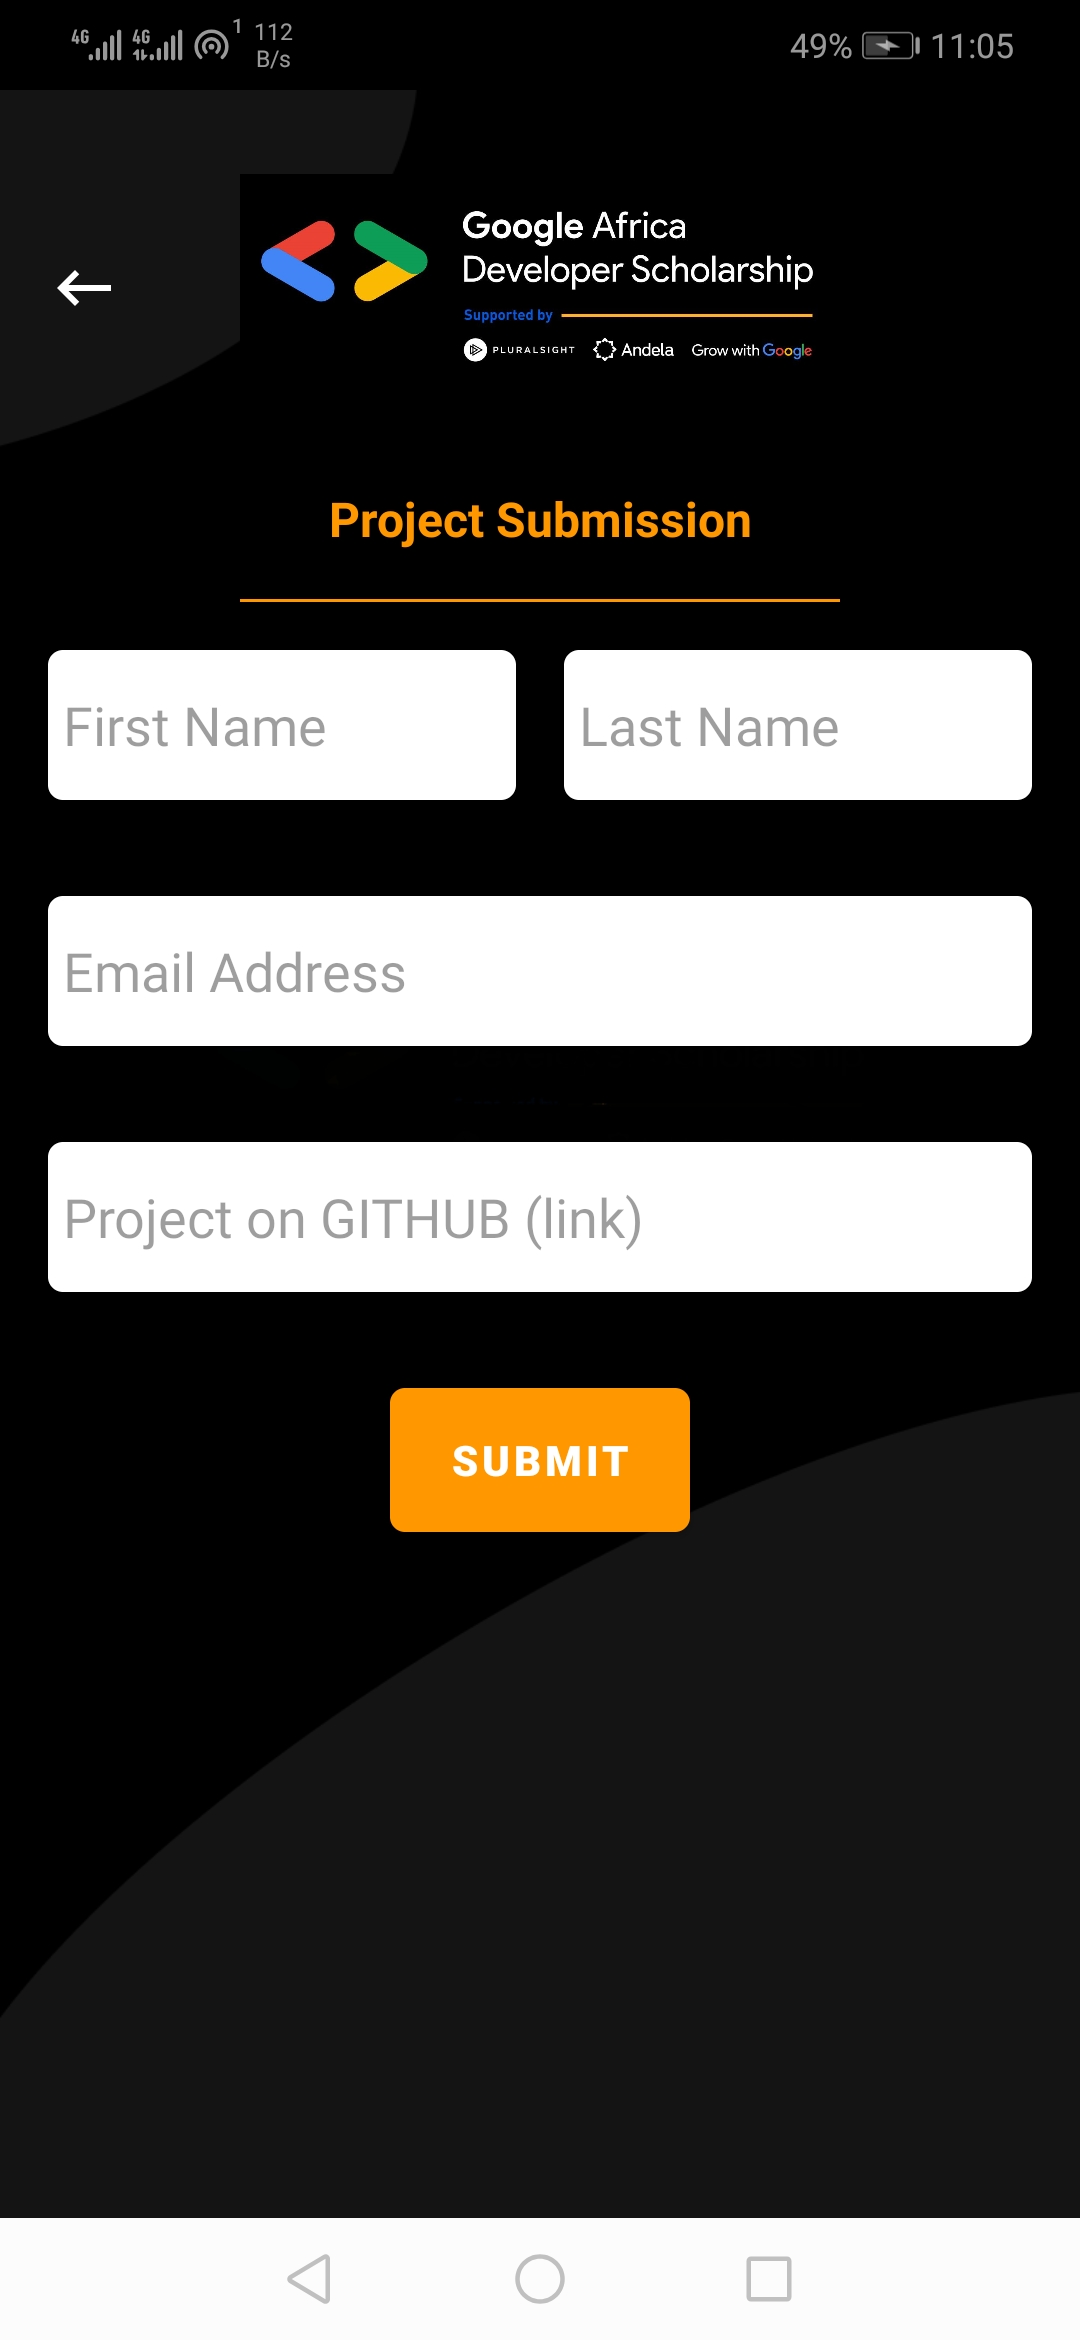 4G 4G 1 112 B/s 49% 11:05
Google Africa
Developer Scholarship
Supported by
PLURALSIGHT Andela Grow with Google
Project Submission
First Name Last Name
Email Address
Project on GITHUB (link)
SUBMIT